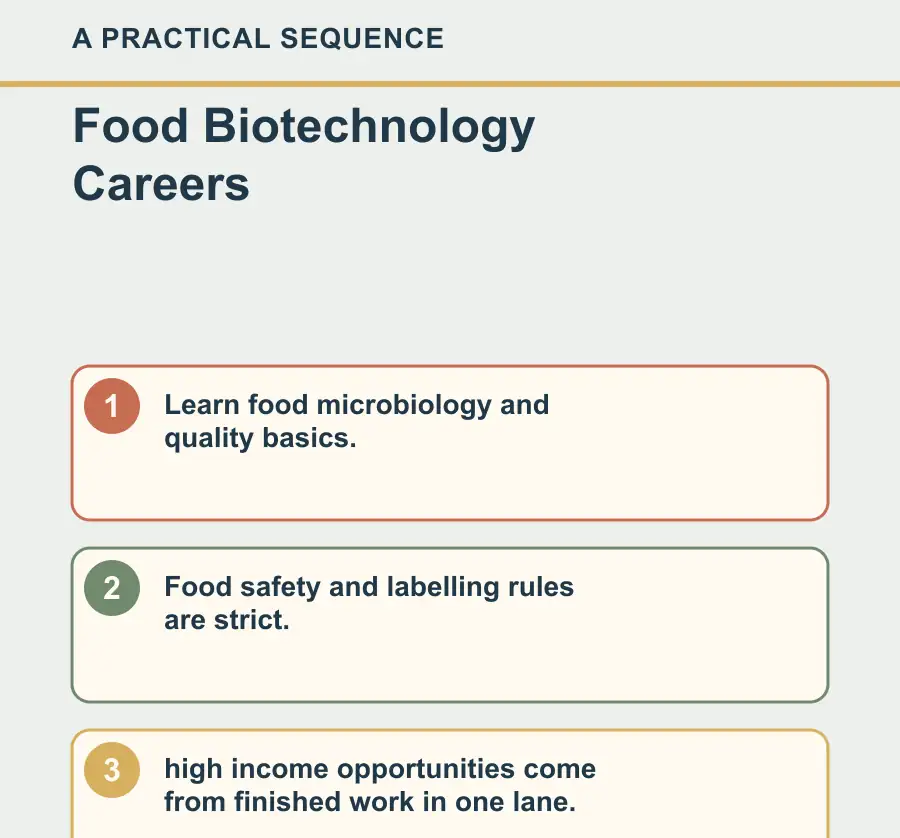 A PRACTICAL SEQUENCE
Food Biotechnology
Careers
1
Learn food microbiology and
quality basics.
2
Food safety and labelling rules
are strict.
3
high income opportunities come
from finished work in one lane.